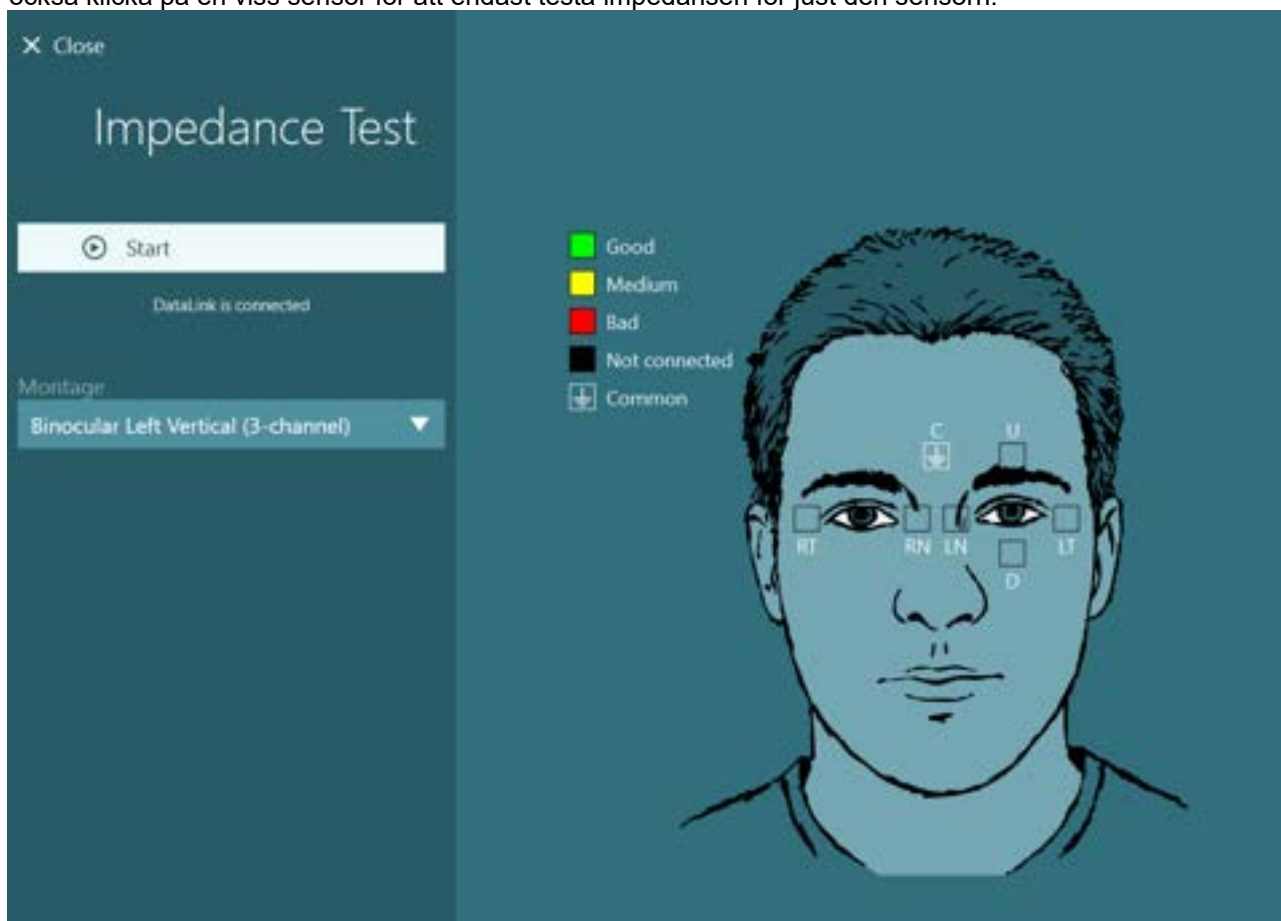 också klicka på en viss sensor för att endast testa impedansen för just den sensorn.
Close
Impedance Test
Start
DataLink is connected
Montage
Binocular Left Vertical (3-channel)
Good
Medium
Bad
Not connected
Common
C
U
RT
RN
LN
LT
D